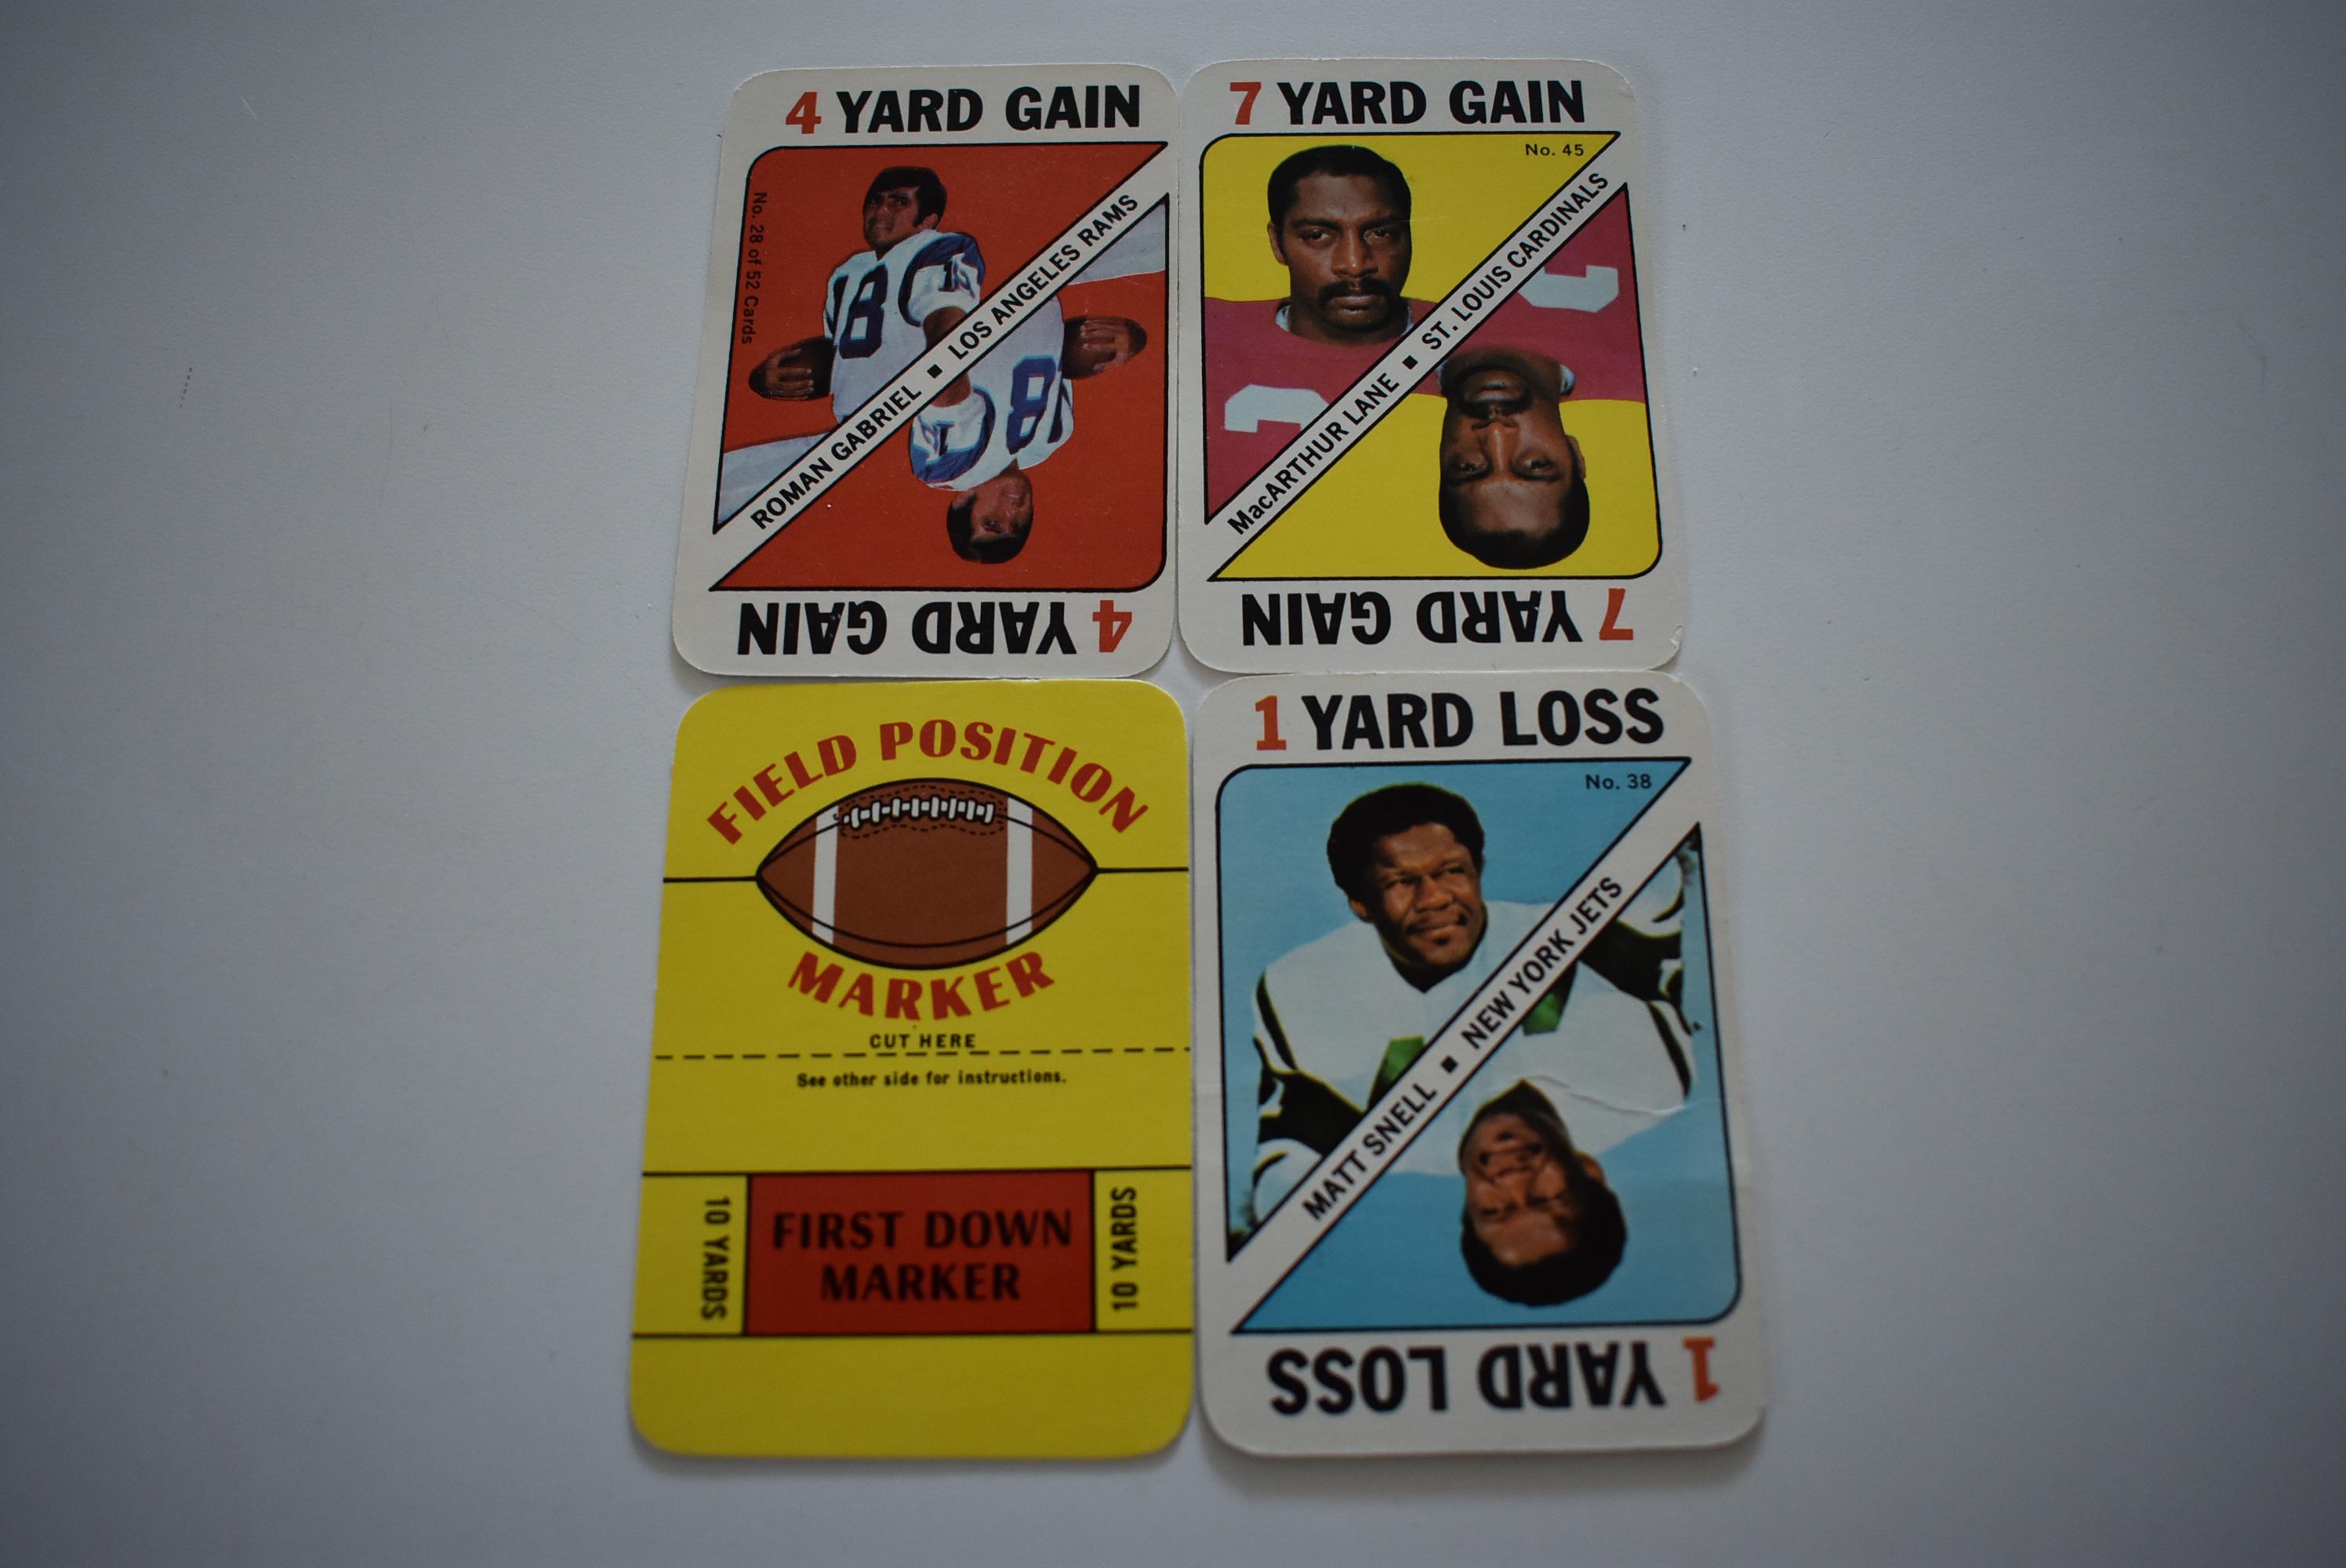 4 YARD GAIN
No. 28 of 52 Cards
ROMAN GABRIEL ■ LOS ANGELES RAMS
18
18
18
4 YARD GAIN
7 YARD GAIN
No. 45
MacARTHUR LANE ■ ST. LOUIS CARDINALS
7 YARD GAIN
FIELD POSITION
MARKER
CUT HERE
See other side for instructions.
10 YARDS
FIRST DOWN
MARKER
10 YARDS
1 YARD LOSS
No. 38
MATT SNELL ■ NEW YORK JETS
1 YARD LOSS